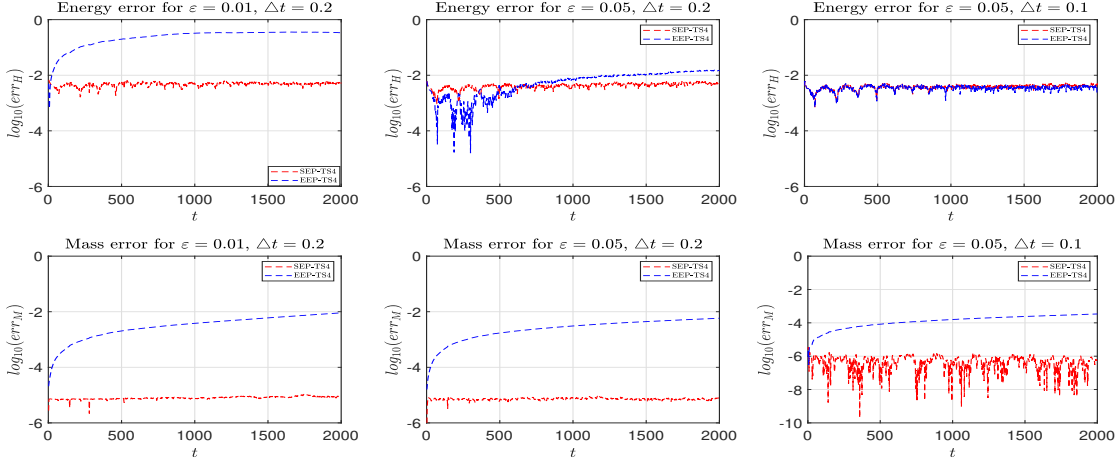 Energy error for ε = 0.01, △t = 0.2
0
-2
-4
-6
log₁₀(err_H)
SEP-TS4
EEP-TS4
0 500 1000 1500 2000
t
Energy error for ε = 0.05, △t = 0.2
0
-2
-4
-6
log₁₀(err_H)
SEP-TS4
EEP-TS4
0 500 1000 1500 2000
t
Energy error for ε = 0.05, △t = 0.1
0
-2
-4
-6
log₁₀(err_H)
SEP-TS4
EEP-TS4
0 500 1000 1500 2000
t
Mass error for ε = 0.01, △t = 0.2
0
-2
-4
-6
log₁₀(err_M)
SEP-TS4
EEP-TS4
0 500 1000 1500 2000
t
Mass error for ε = 0.05, △t = 0.2
0
-2
-4
-6
log₁₀(err_M)
SEP-TS4
EEP-TS4
0 500 1000 1500 2000
t
Mass error for ε = 0.05, △t = 0.1
0
-2
-4
-6
-8
-10
log₁₀(err_M)
SEP-TS4
EEP-TS4
0 500 1000 1500 2000
t